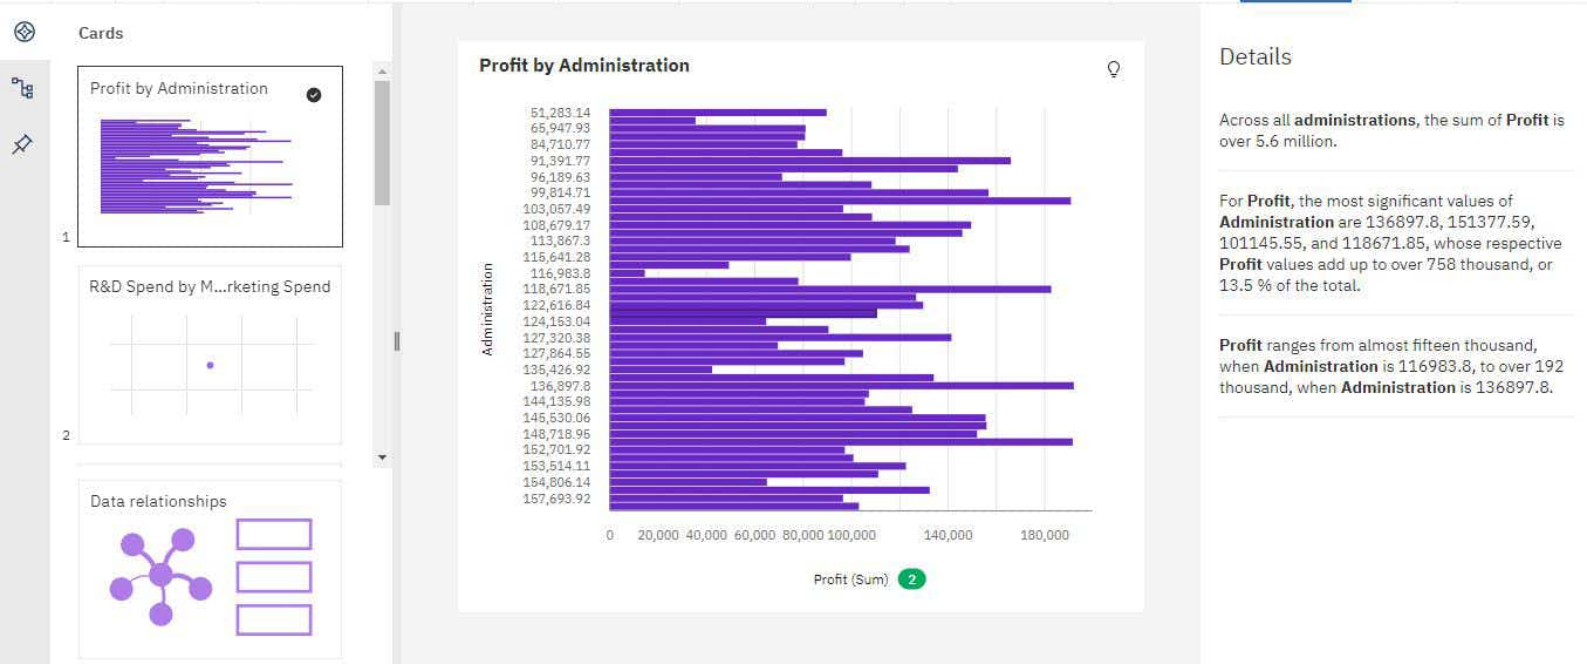 Cards
Profit by Administration
1
R&D Spend by M...rketing Spend
2
Data relationships
Profit by Administration
Administration
51,283.14
65,947.93
84,710.77
91,391.77
96,189.63
99,814.71
103,057.49
108,679.17
113,867.3
115,641.28
116,983.8
118,671.85
122,616.84
124,153.04
127,320.38
127,864.55
135,426.92
136,897.8
144,135.98
145,530.06
148,718.95
152,701.92
153,514.11
154,806.14
157,693.92
0 20,000 40,000 60,000 80,000 100,000 140,000 180,000
Profit (Sum) 2
Details
Across all administrations, the sum of Profit is
over 5.6 million.
For Profit, the most significant values of
Administration are 136897.8, 151377.59,
101145.55, and 118671.85, whose respective
Profit values add up to over 758 thousand, or
13.5 % of the total.
Profit ranges from almost fifteen thousand,
when Administration is 116983.8, to over 192
thousand, when Administration is 136897.8.